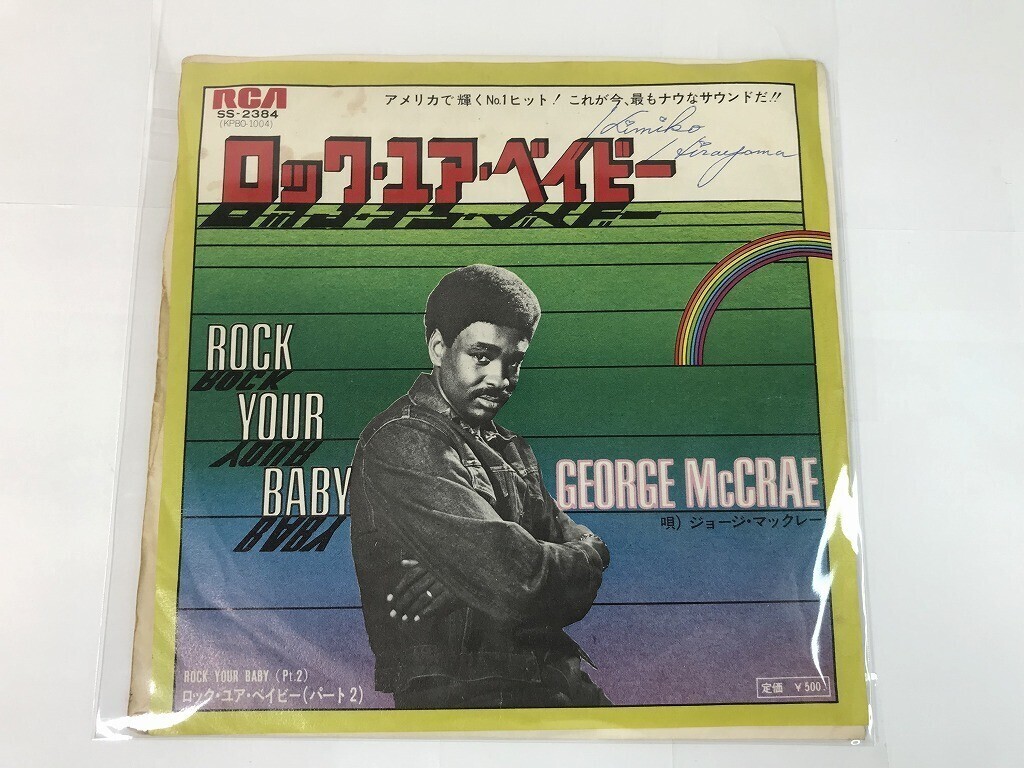 RCA
SS-2384
(KPBO-1004)
アメリカで輝くNo.1ヒット! これが今、最もナウなサウンドだ!!
Kimiko
Hirayama
ロック・ユア・ベイビー
ROCK
YOUR
BABY
GEORGE McCRAE
唄) ジョージ・マックレー
ROCK YOUR BABY (Pt.2)
ロック・ユア・ベイビー(パート2)
定価 ¥500.